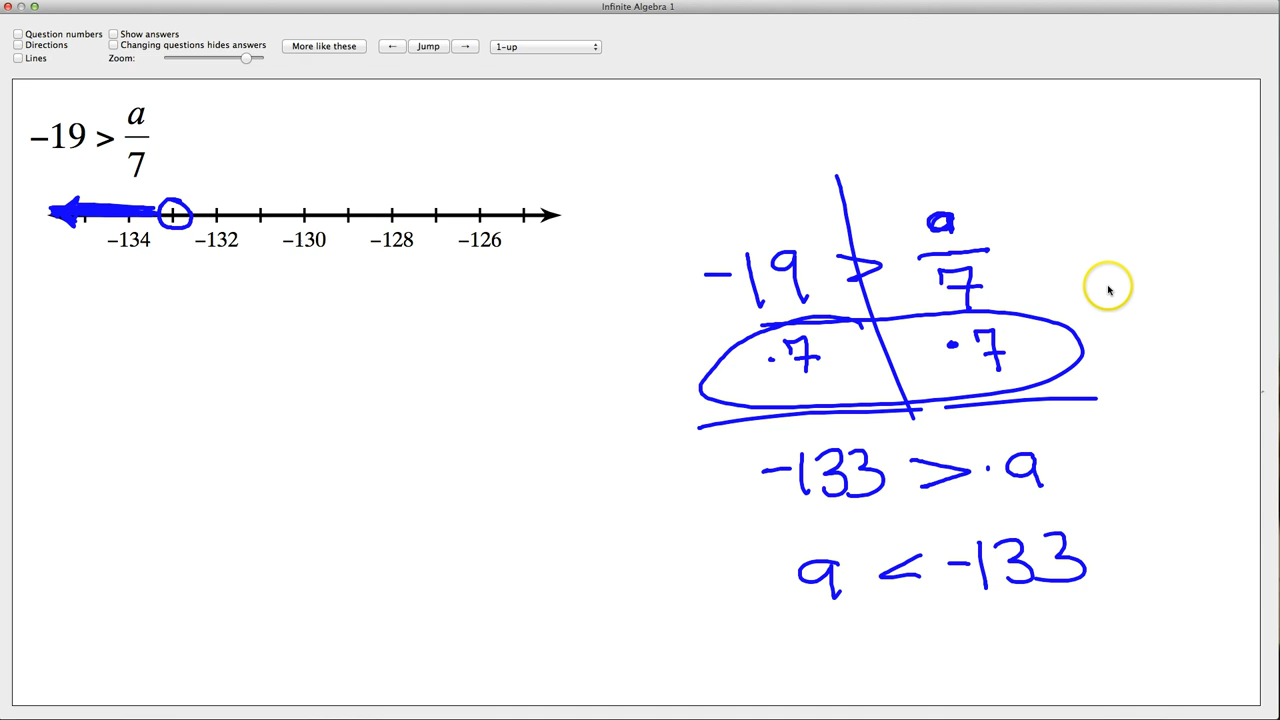 Infinite Algebra 1
Question numbers
Show answers
Directions
Changing questions hides answers
More like these
←
Jump
→
1-up
Lines
Zoom:
−19 > a/7
−134 −132 −130 −128 −126
-19 > a/7
·7 ·7
-133 > · a
a < -133